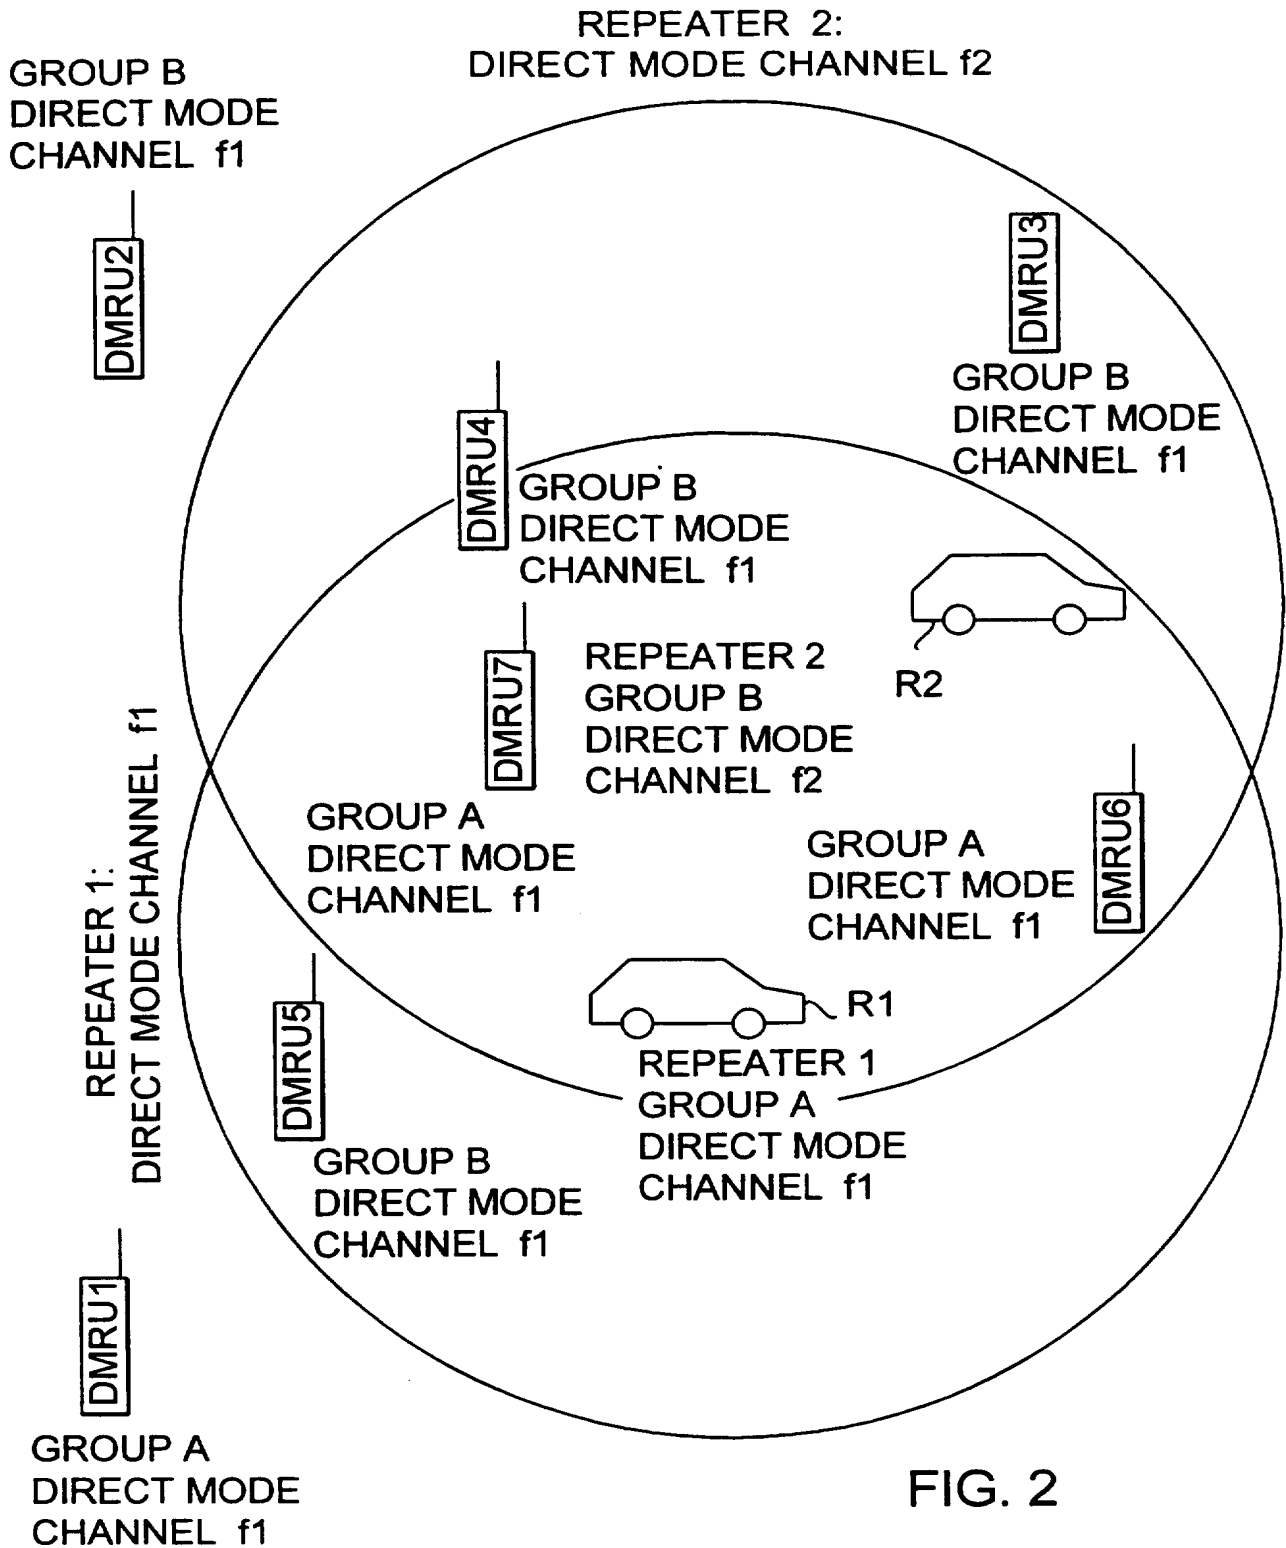 REPEATER 2:
DIRECT MODE CHANNEL f2
GROUP B
DIRECT MODE
CHANNEL f1
DMRU2
DMRU3
GROUP B
DIRECT MODE
CHANNEL f1
DMRU4
GROUP B
DIRECT MODE
CHANNEL f1
R2
DMRU7
REPEATER 2
GROUP B
DIRECT MODE
CHANNEL f2
GROUP A
DIRECT MODE
CHANNEL f1
GROUP A
DIRECT MODE
CHANNEL f1
DMRU6
REPEATER 1:
DIRECT MODE CHANNEL f1
R1
REPEATER 1
GROUP A
DIRECT MODE
CHANNEL f1
DMRU5
GROUP B
DIRECT MODE
CHANNEL f1
DMRU1
GROUP A
DIRECT MODE
CHANNEL f1
FIG. 2